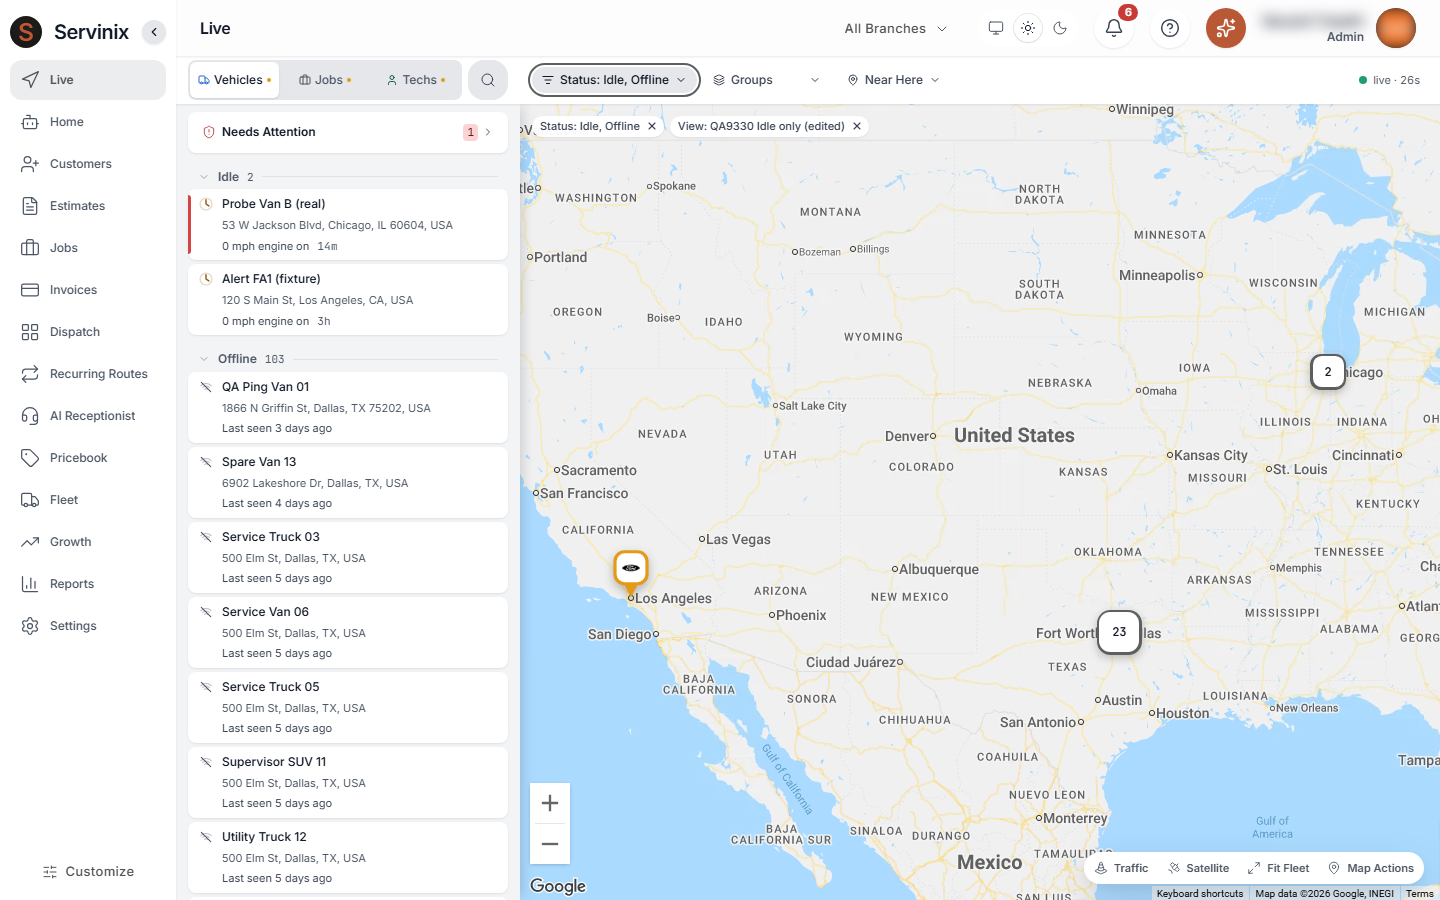 Servinix
Live
Home
Customers
Estimates
Jobs
Invoices
Dispatch
Recurring Routes
AI Receptionist
Pricebook
Fleet
Growth
Reports
Settings
Customize
Live
All Branches
6
Admin
Vehicles
Jobs
Techs
Status: Idle, Offline
Groups
Near Here
live · 26s
Needs Attention
1
Idle 2
Probe Van B (real)
53 W Jackson Blvd, Chicago, IL 60604, USA
0 mph engine on 14m
Alert FA1 (fixture)
120 S Main St, Los Angeles, CA, USA
0 mph engine on 3h
Offline 103
QA Ping Van 01
1866 N Griffin St, Dallas, TX 75202, USA
Last seen 3 days ago
Spare Van 13
6902 Lakeshore Dr, Dallas, TX, USA
Last seen 4 days ago
Service Truck 03
500 Elm St, Dallas, TX, USA
Last seen 5 days ago
Service Van 06
500 Elm St, Dallas, TX, USA
Last seen 5 days ago
Service Truck 05
500 Elm St, Dallas, TX, USA
Last seen 5 days ago
Supervisor SUV 11
500 Elm St, Dallas, TX, USA
Last seen 5 days ago
Utility Truck 12
500 Elm St, Dallas, TX, USA
Last seen 5 days ago
Status: Idle, Offline
View: QA9330 Idle only (edited)
Winnipeg
Spokane
WASHINGTON
NORTH
DAKOTA
MONTANA
MINNESOTA
Bozeman
Billings
Portland
Minneapolis
WISCONSIN
SOUTH
DAKOTA
OREGON
Boise
IDAHO
MICHIGAN
WYOMING
2
IOWA
NEBRASKA
Omaha
Salt Lake City
ILLINOIS
INDIANA
OH
NEVADA
Denver
United States
UTAH
Kansas City
Cincinnati
Sacramento
COLORADO
KANSAS
St. Louis
MISSOURI
San Francisco
KENTUCKY
CALIFORNIA
Las Vegas
OKLAHOMA
TENNESSEE
Albuquerque
Memphis
ARKANSAS
Los Angeles
ARIZONA
NEW MEXICO
Phoenix
MISSISSIPPI
San Diego
Fort Worth
23
ALABAMA
GEORG
Ciudad Juárez
TEXAS
BAJA
CALIFORNIA
SONORA
Austin
LOUISIANA
New Orleans
CHIHUAHUA
San Antonio
Houston
COAHUILA
Gulf of California
Tampa
NUEVO LEON
Monterrey
Gulf of
America
BAJA
CALIFORNIA SUR
SINALOA
DURANGO
Mexico
Traffic
Satellite
Fit Fleet
Map Actions
Google
Keyboard shortcuts
Map data ©2026 Google, INEGI
Terms